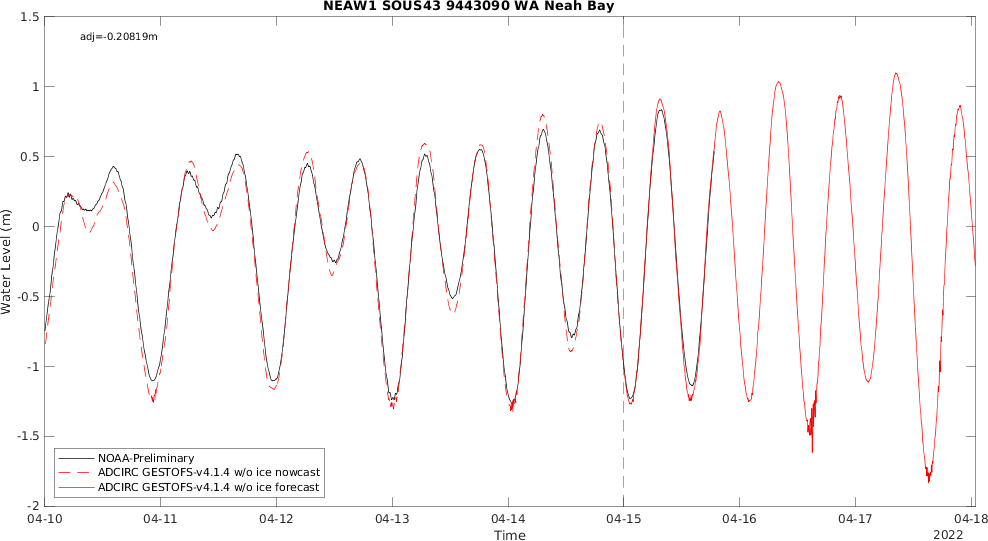 NEAW1 SOUS43 9443090 WA Neah Bay
adj=-0.20819m
1.5
1
0.5
0
-0.5
-1
-1.5
-2
Water Level (m)
NOAA-Preliminary
ADCIRC GESTOFS-v4.1.4 w/o ice nowcast
ADCIRC GESTOFS-v4.1.4 w/o ice forecast
04-10 04-11 04-12 04-13 04-14 04-15 04-16 04-17 04-18
Time
2022